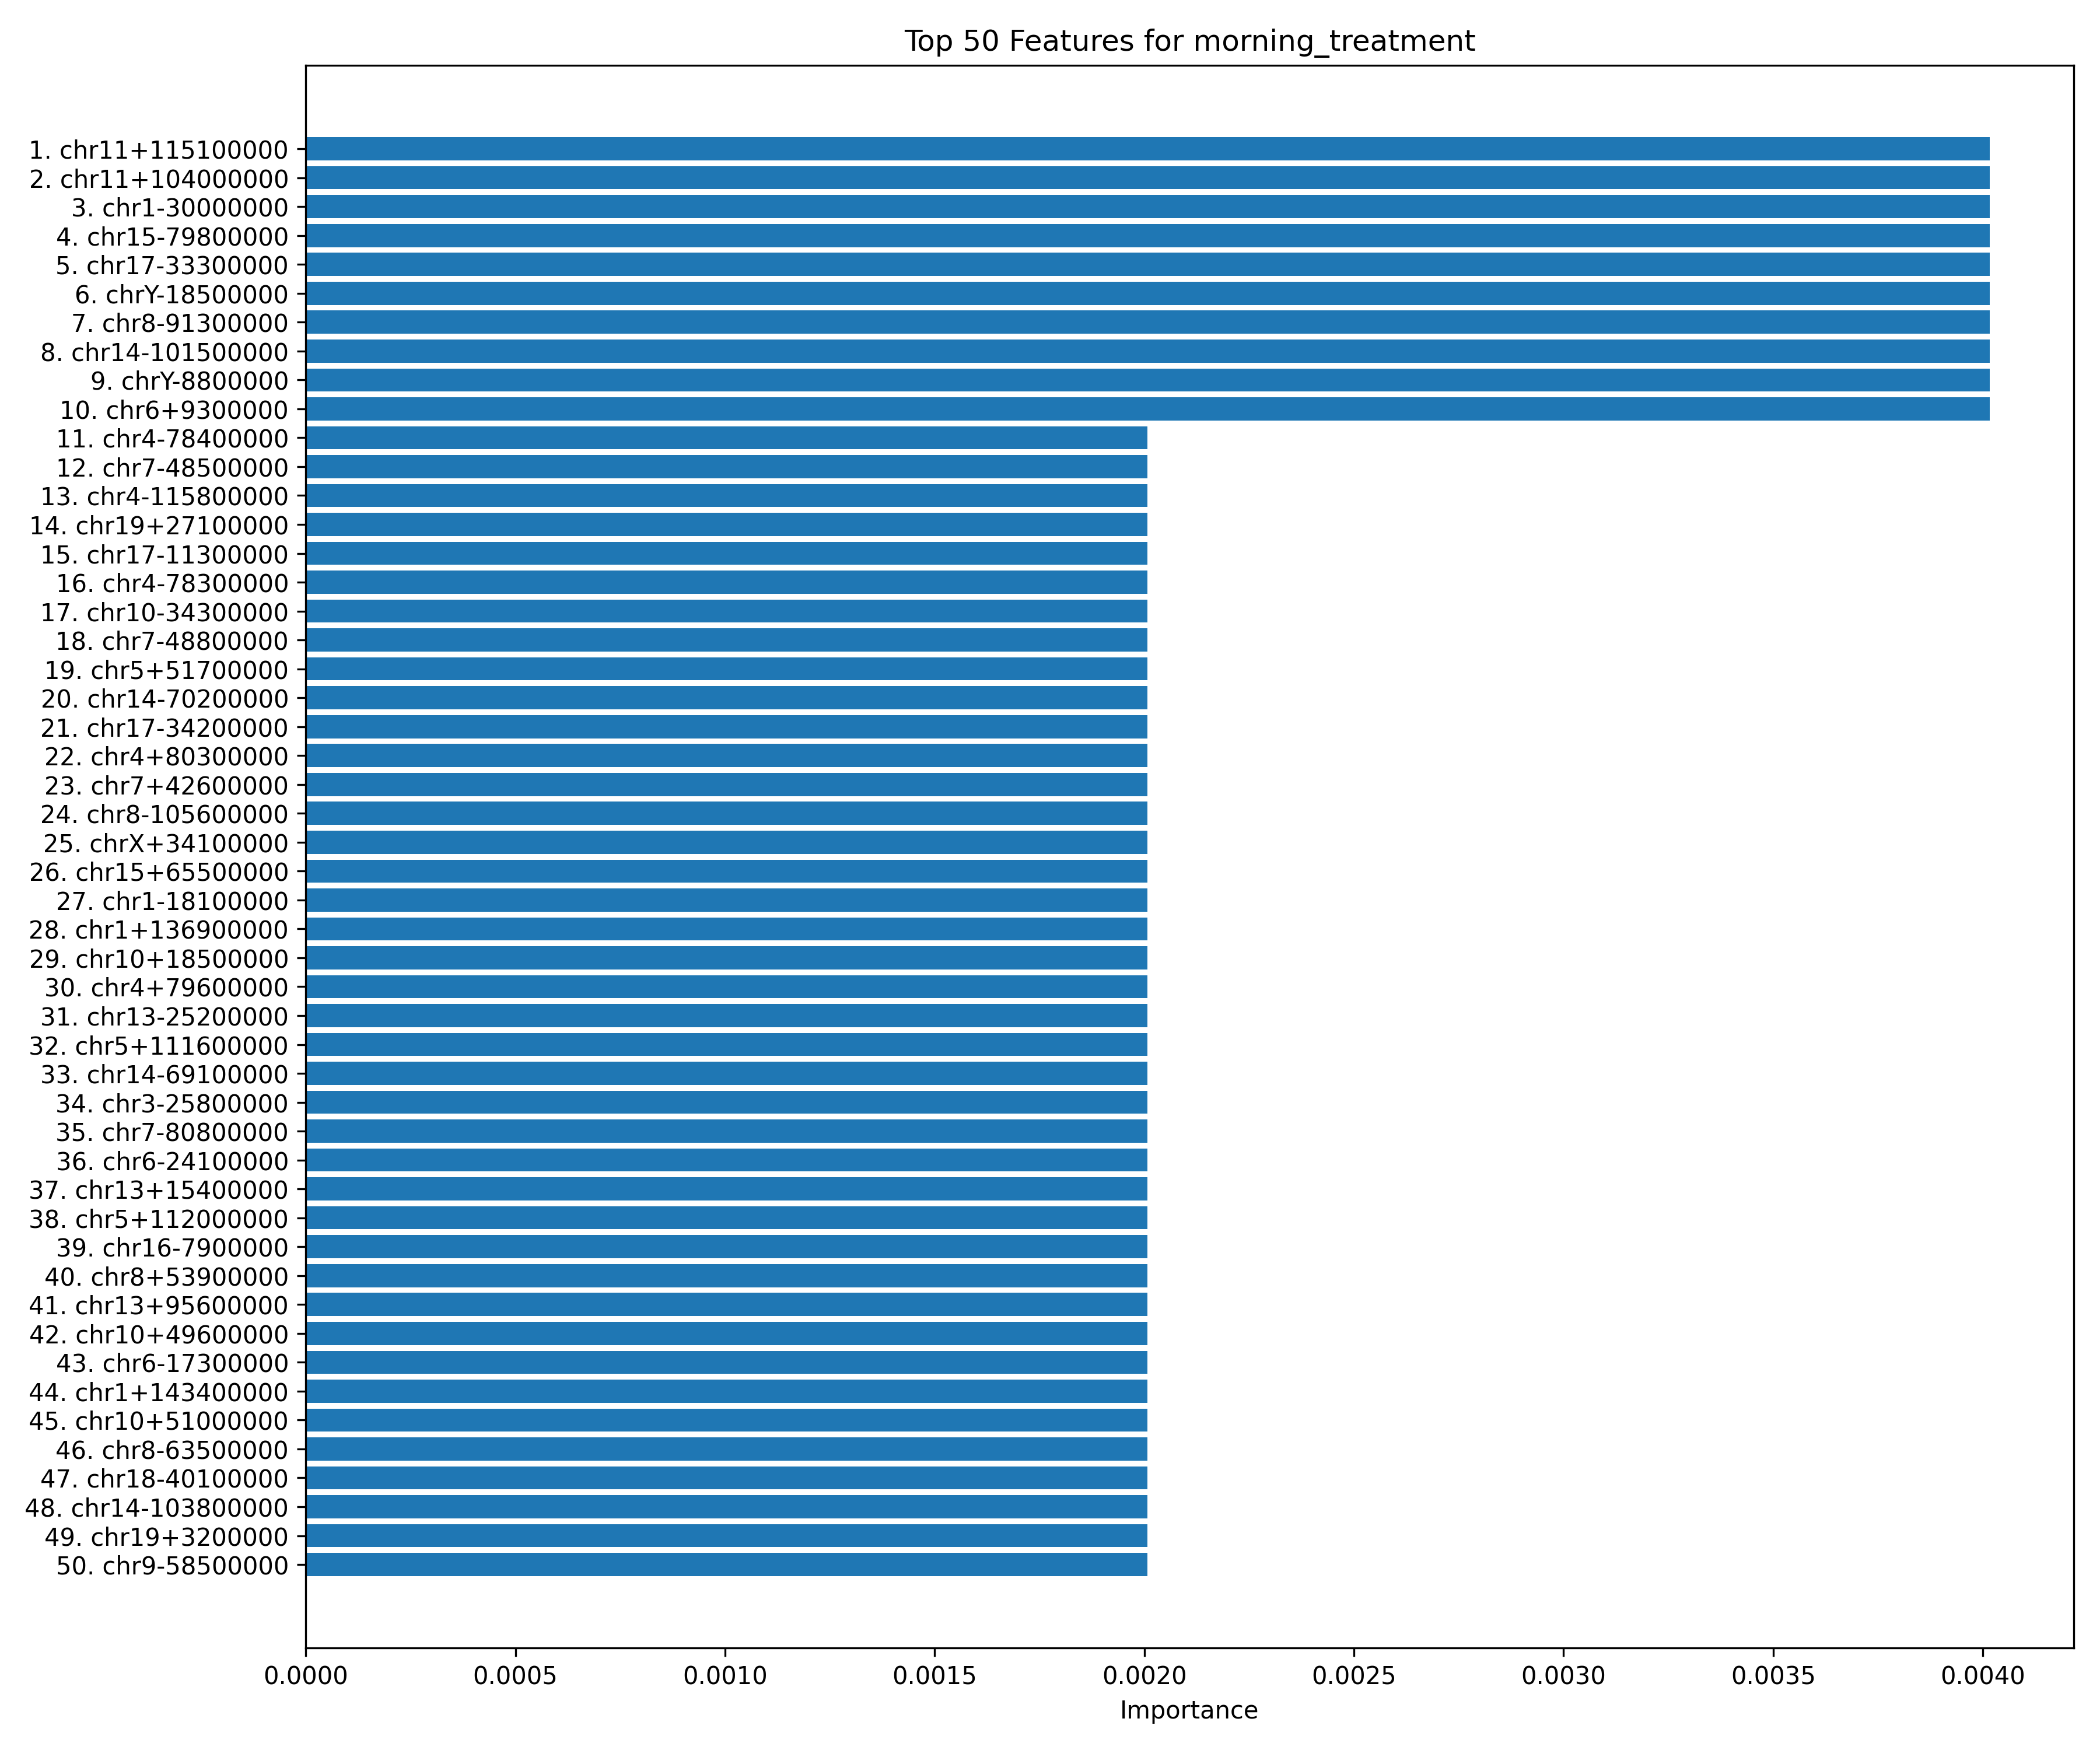 Top 50 Features for morning_treatment
1. chr11+115100000
2. chr11+104000000
3. chr1-30000000
4. chr15-79800000
5. chr17-33300000
6. chrY-18500000
7. chr8-91300000
8. chr14-101500000
9. chrY-8800000
10. chr6+9300000
11. chr4-78400000
12. chr7-48500000
13. chr4-115800000
14. chr19+27100000
15. chr17-11300000
16. chr4-78300000
17. chr10-34300000
18. chr7-48800000
19. chr5+51700000
20. chr14-70200000
21. chr17-34200000
22. chr4+80300000
23. chr7+42600000
24. chr8-105600000
25. chrX+34100000
26. chr15+65500000
27. chr1-18100000
28. chr1+136900000
29. chr10+18500000
30. chr4+79600000
31. chr13-25200000
32. chr5+111600000
33. chr14-69100000
34. chr3-25800000
35. chr7-80800000
36. chr6-24100000
37. chr13+15400000
38. chr5+112000000
39. chr16-7900000
40. chr8+53900000
41. chr13+95600000
42. chr10+49600000
43. chr6-17300000
44. chr1+143400000
45. chr10+51000000
46. chr8-63500000
47. chr18-40100000
48. chr14-103800000
49. chr19+3200000
50. chr9-58500000
0.0000 0.0005 0.0010 0.0015 0.0020 0.0025 0.0030 0.0035 0.0040
Importance